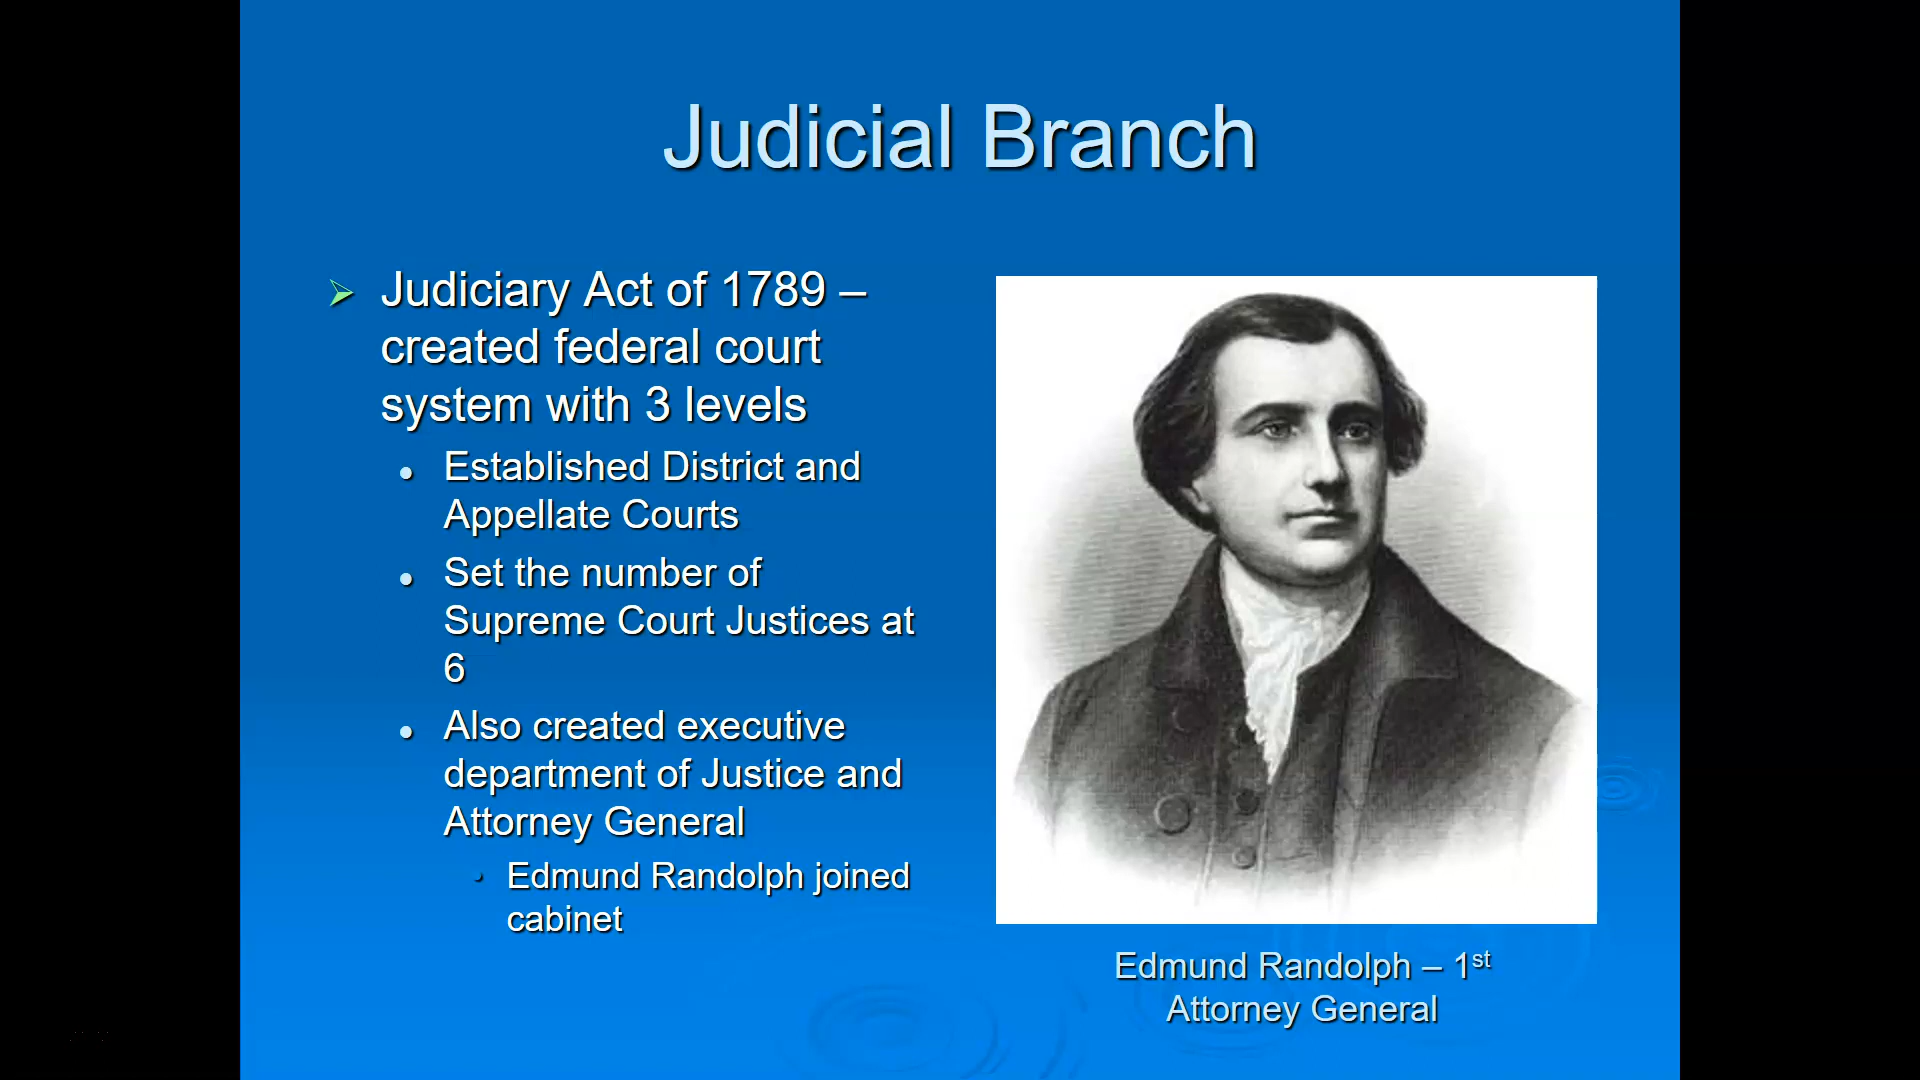 Judicial Branch
Judiciary Act of 1789 –
created federal court
system with 3 levels
Established District and
Appellate Courts
Set the number of
Supreme Court Justices at
6
Also created executive
department of Justice and
Attorney General
Edmund Randolph joined
cabinet
Edmund Randolph – 1st
Attorney General